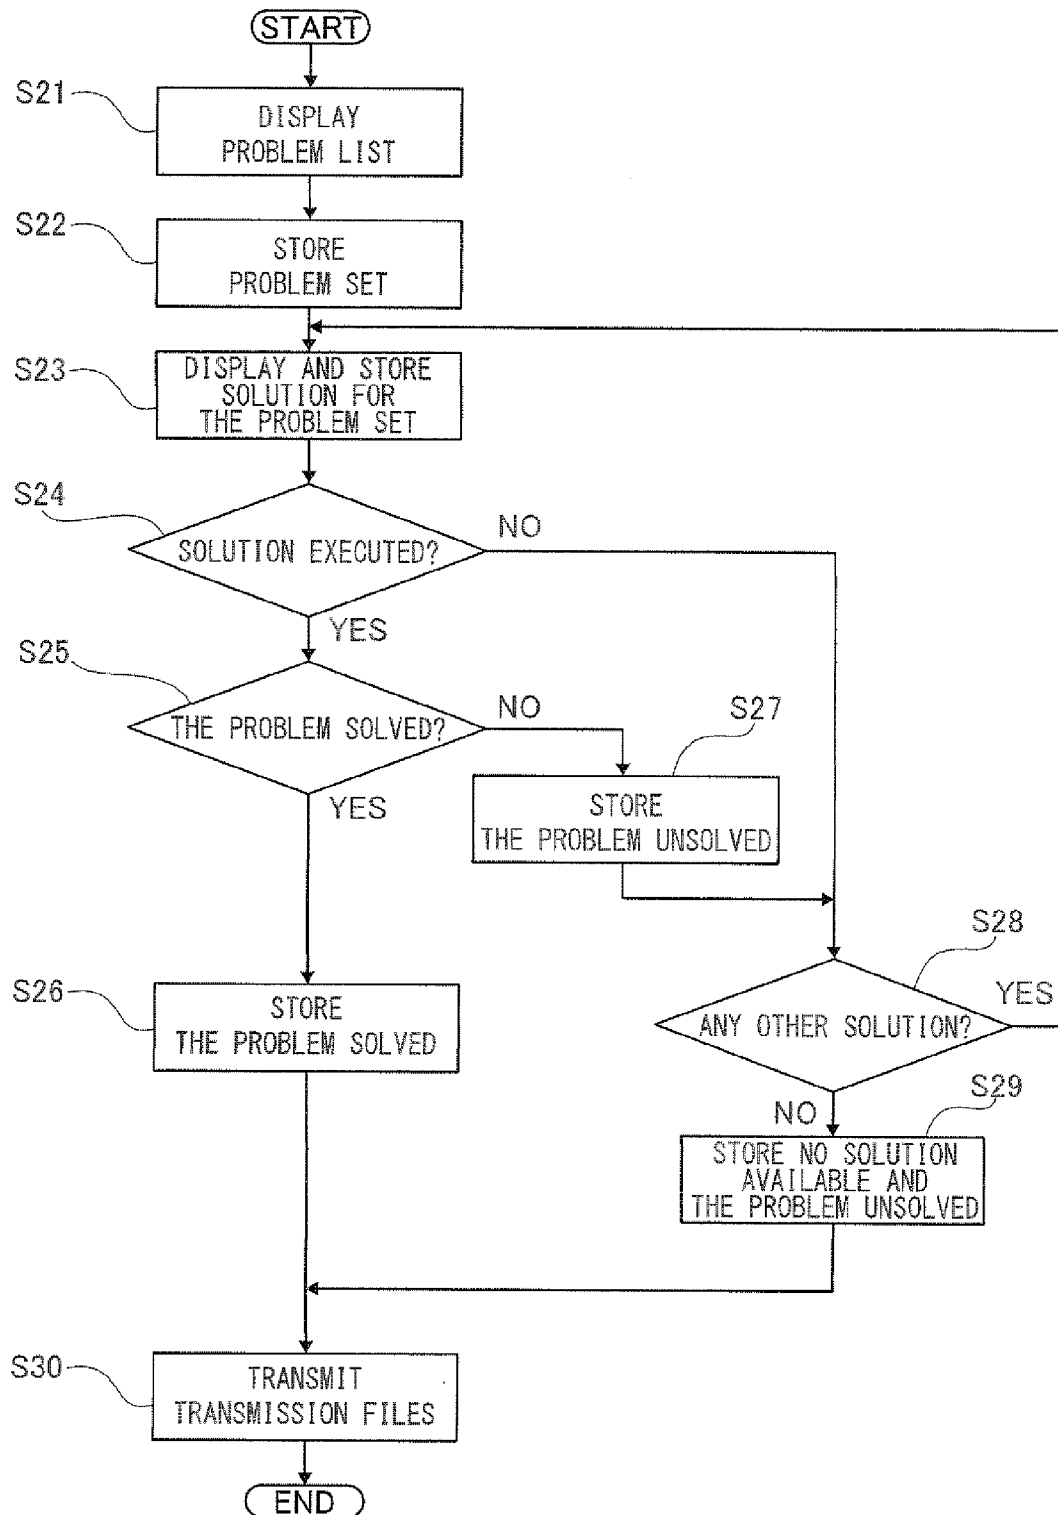 START
S21
DISPLAY
PROBLEM LIST
S22
STORE
PROBLEM SET
S23
DISPLAY AND STORE
SOLUTION FOR
THE PROBLEM SET
S24
SOLUTION EXECUTED?
NO
YES
S25
THE PROBLEM SOLVED?
NO
YES
S27
STORE
THE PROBLEM UNSOLVED
S26
STORE
THE PROBLEM SOLVED
S28
ANY OTHER SOLUTION?
YES
NO
S29
STORE NO SOLUTION
AVAILABLE AND
THE PROBLEM UNSOLVED
S30
TRANSMIT
TRANSMISSION FILES
END